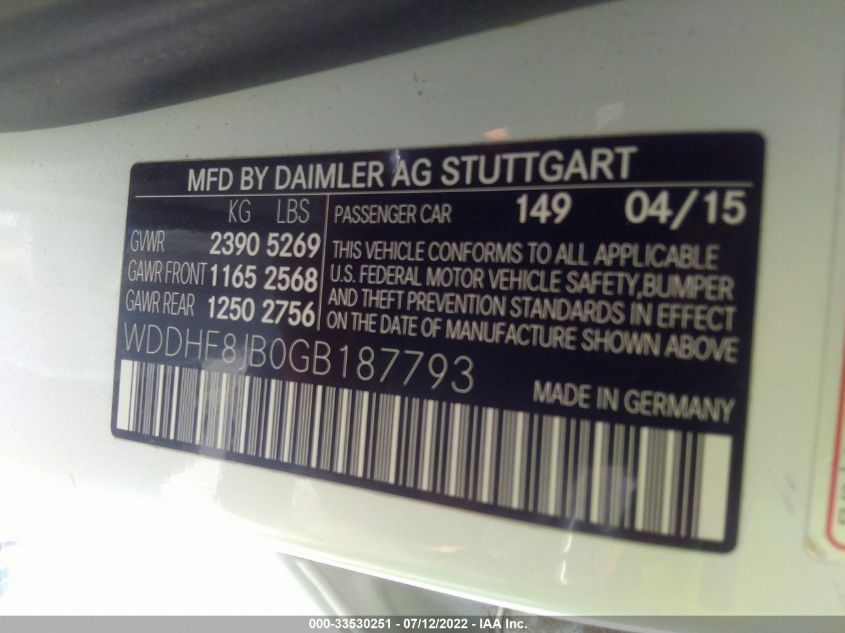 MFD BY DAIMLER AG STUTTGART
KG LBS
GVWR 2390 5269
GAWR FRONT 1165 2568
GAWR REAR 1250 2756
PASSENGER CAR 149 04/15
THIS VEHICLE CONFORMS TO ALL APPLICABLE
U.S. FEDERAL MOTOR VEHICLE SAFETY,BUMPER
AND THEFT PREVENTION STANDARDS IN EFFECT
ON THE DATE OF MANUFACTURE SHOWN ABOVE
WDDHF8JB0GB187793
MADE IN GERMANY
000-33530251 - 07/12/2022 - IAA Inc.